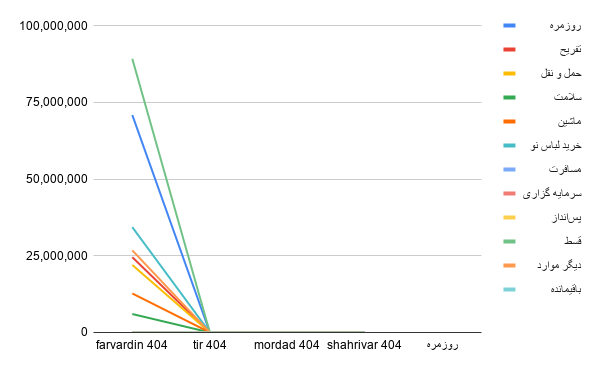 100,000,000
75,000,000
50,000,000
25,000,000
0
farvardin 404
tir 404
mordad 404
shahrivar 404
روزمره
روزمره
تفریح
حمل و نقل
سلامت
ماشین
خرید لباس نو
مسافرت
سرمایه گزاری
پس‌انداز
قسط
دیگر موارد
باقیمانده